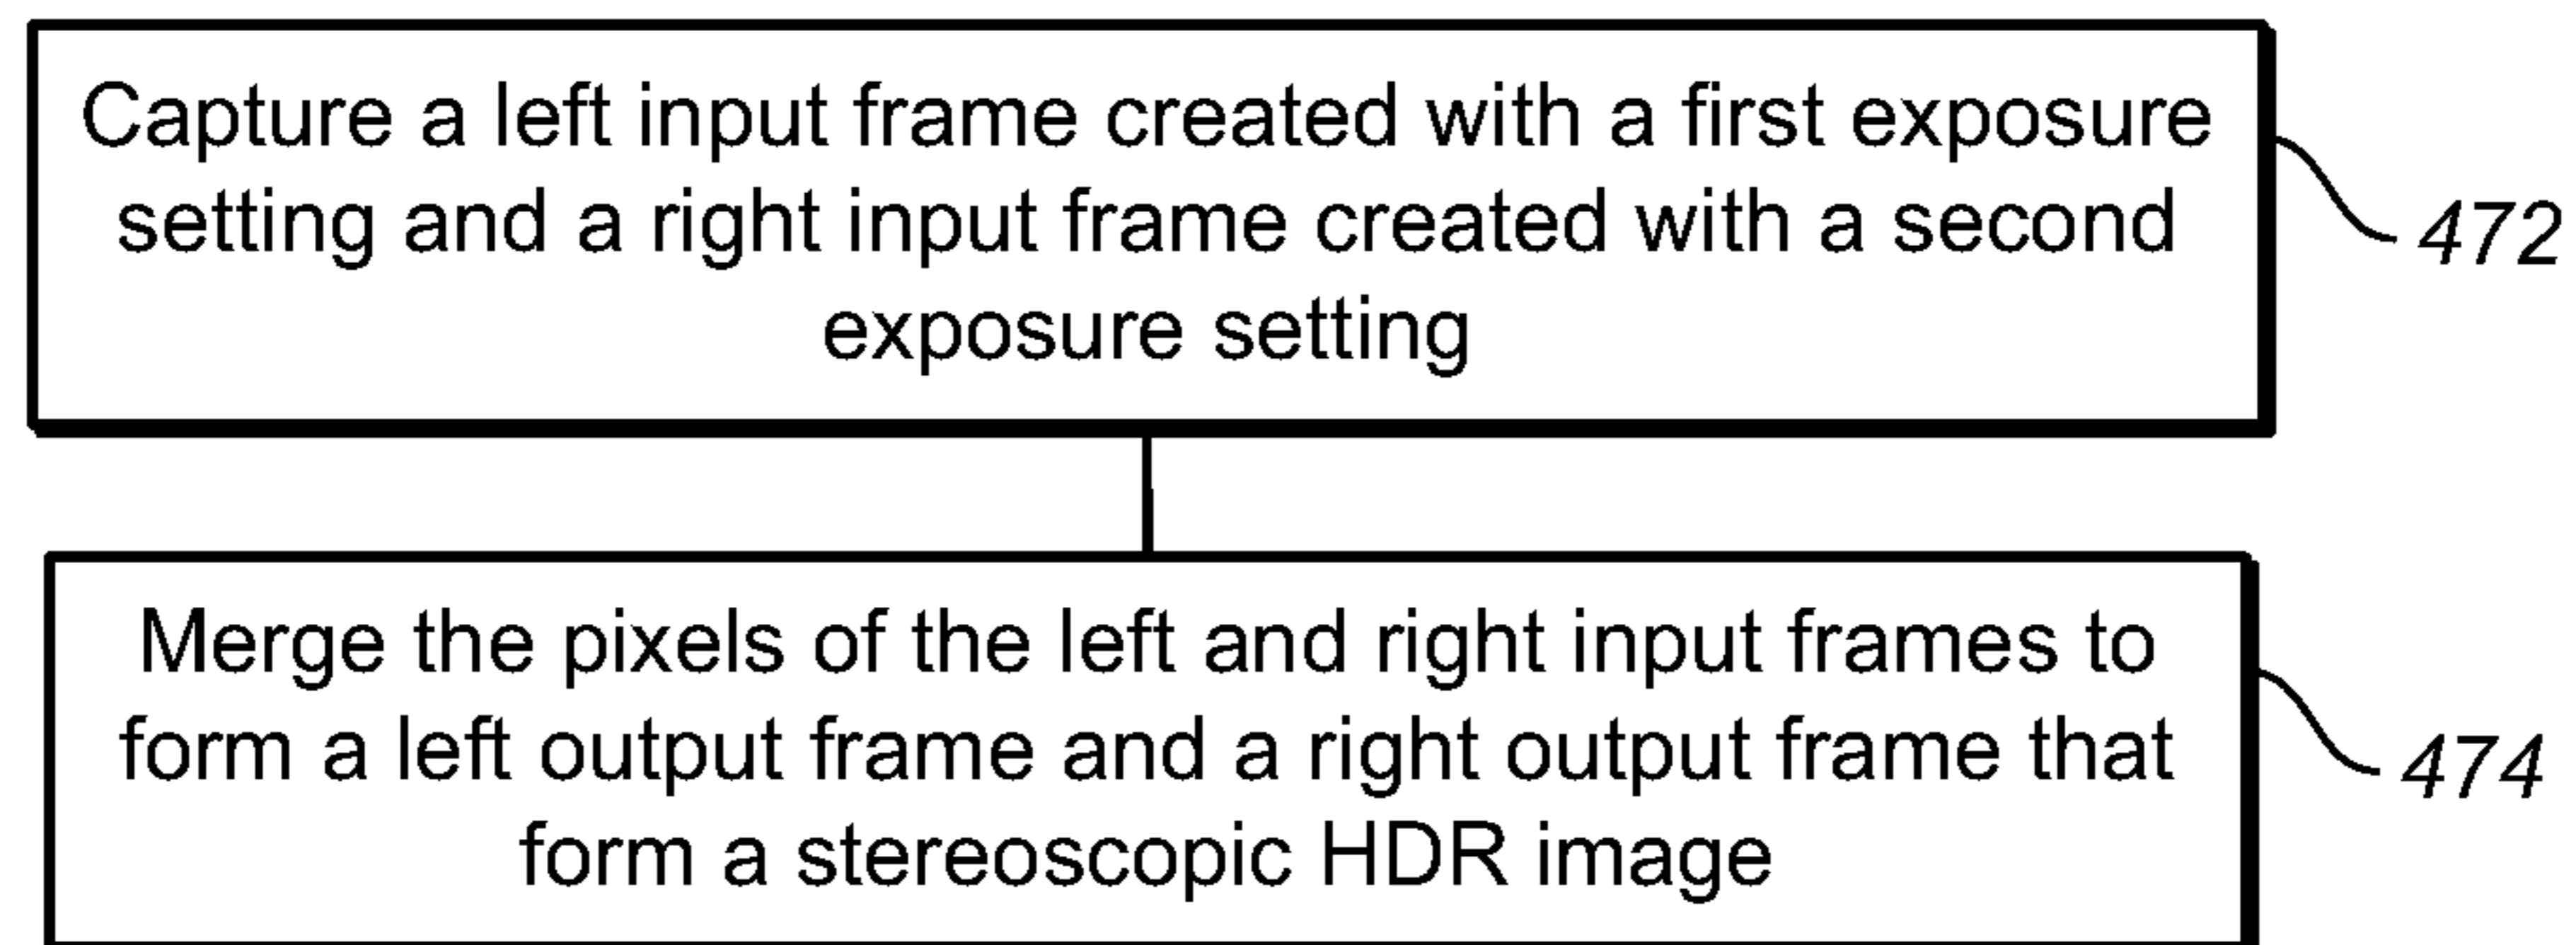 Capture a left input frame created with a first exposure
setting and a right input frame created with a second
exposure setting
472
Merge the pixels of the left and right input frames to
form a left output frame and a right output frame that
form a stereoscopic HDR image
474